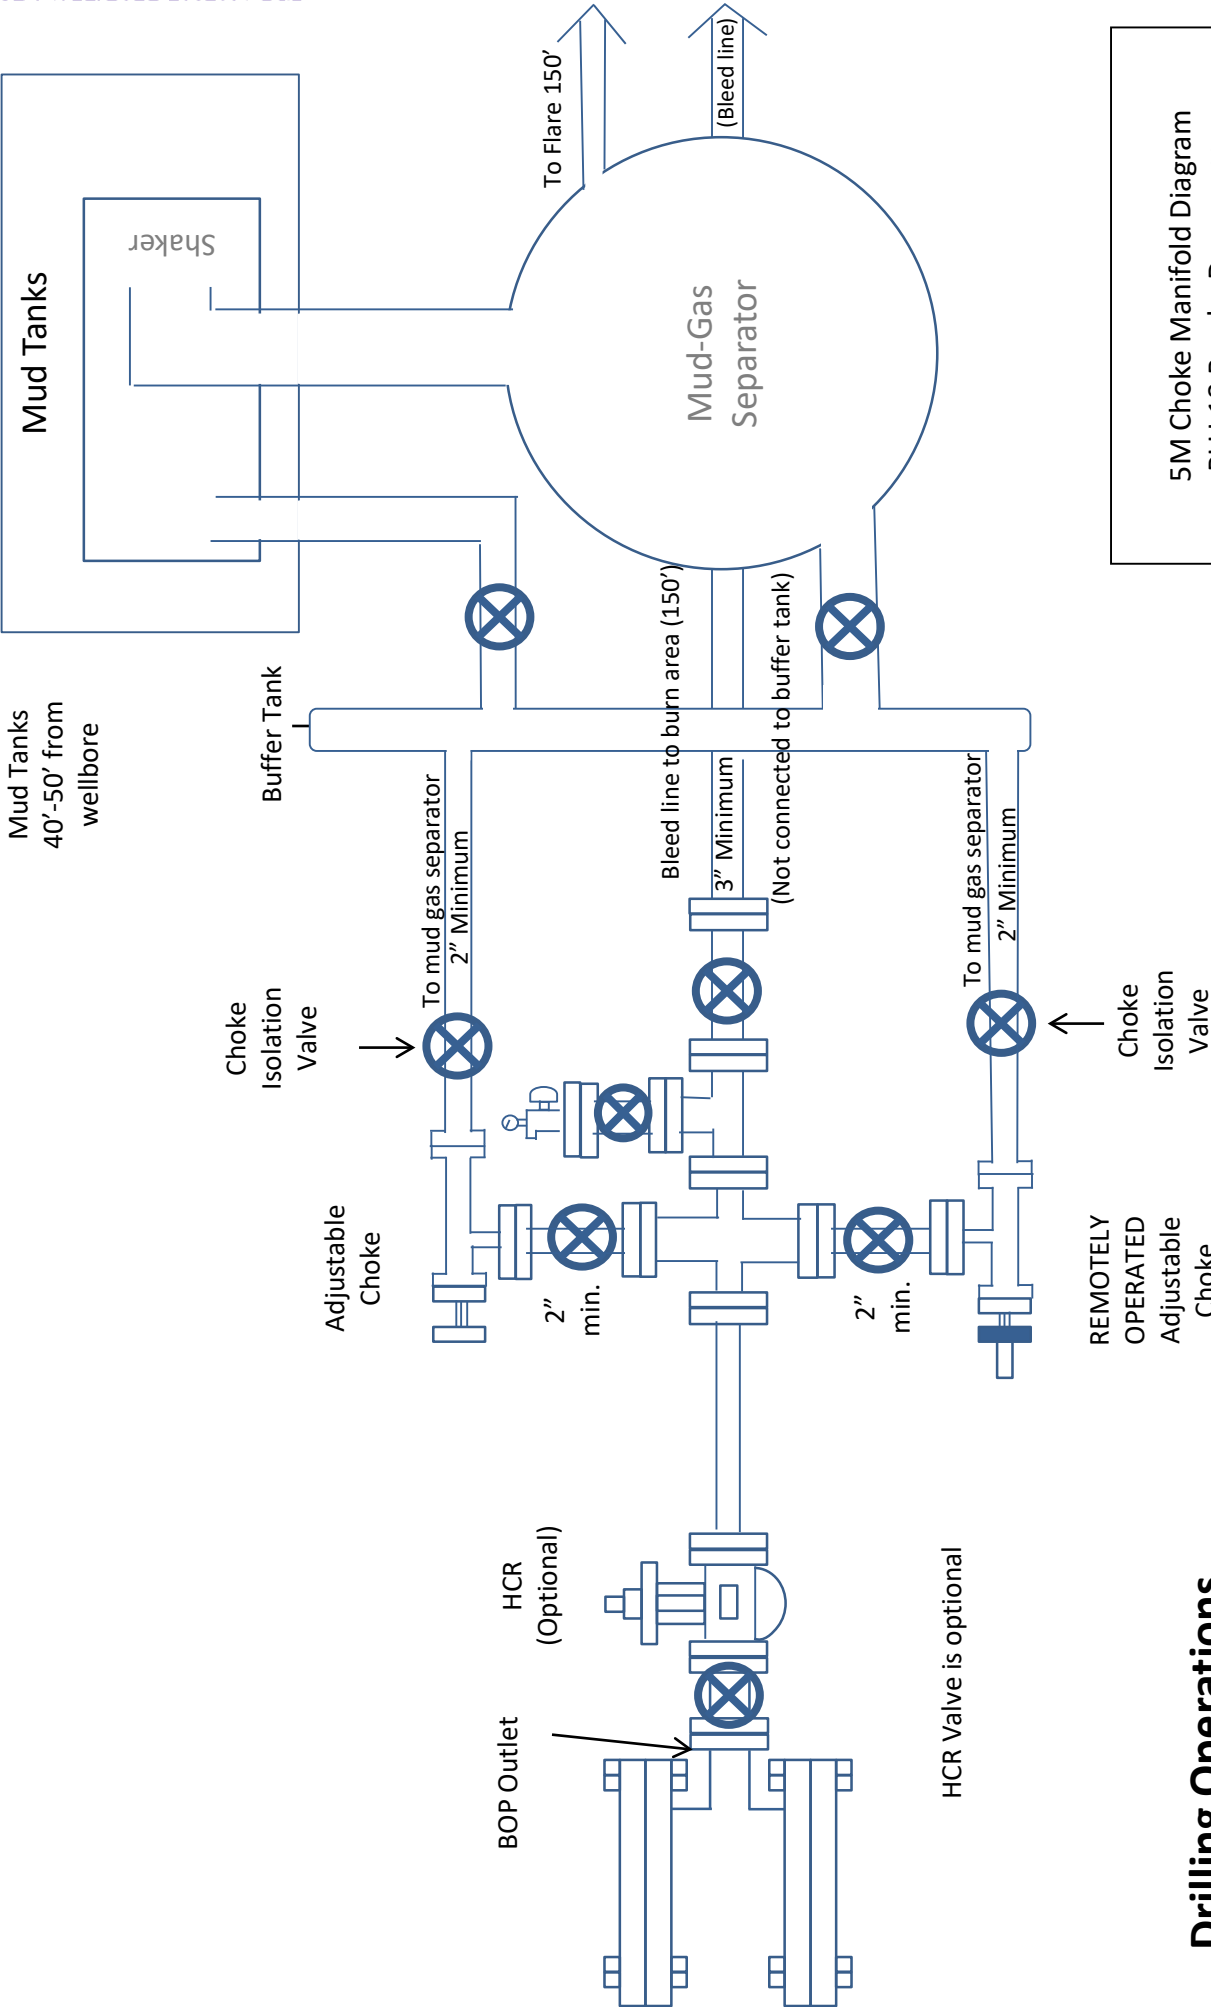 Mud Tanks
Shaker
To Flare 150’
(Bleed line)
Mud-Gas
Separator
5M Choke Manifold Diagram
Mud Tanks
40’-50’ from
wellbore
Buffer Tank
Bleed line to burn area (150’)
3” Minimum
(Not connected to buffer tank)
To mud gas separator
2” Minimum
To mud gas separator
2” Minimum
Choke
Isolation
Valve
Choke
Isolation
Valve
Adjustable
Choke
2”
min.
2”
min.
REMOTELY
OPERATED
Adjustable
Choke
HCR
(Optional)
BOP Outlet
HCR Valve is optional
Drilling Operations